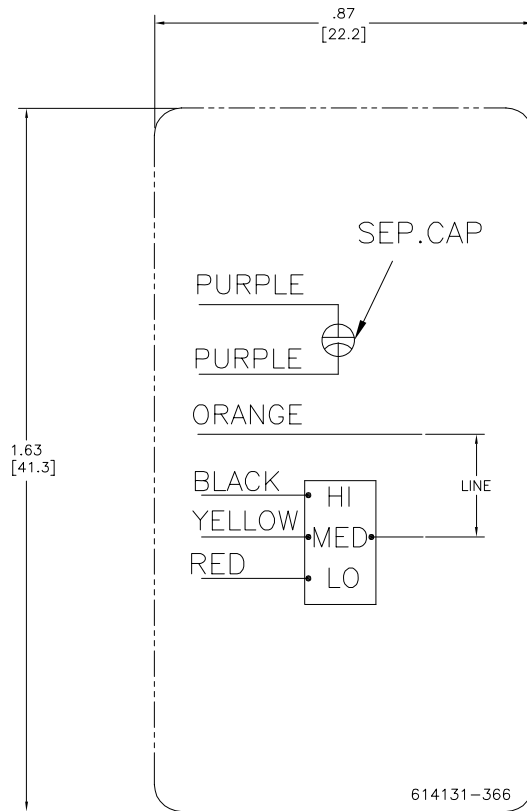 .87
[22.2]
SEP.CAP
PURPLE
PURPLE
ORANGE
1.63
[41.3]
LINE
BLACK HI
YELLOW MED
RED LO
614131-366